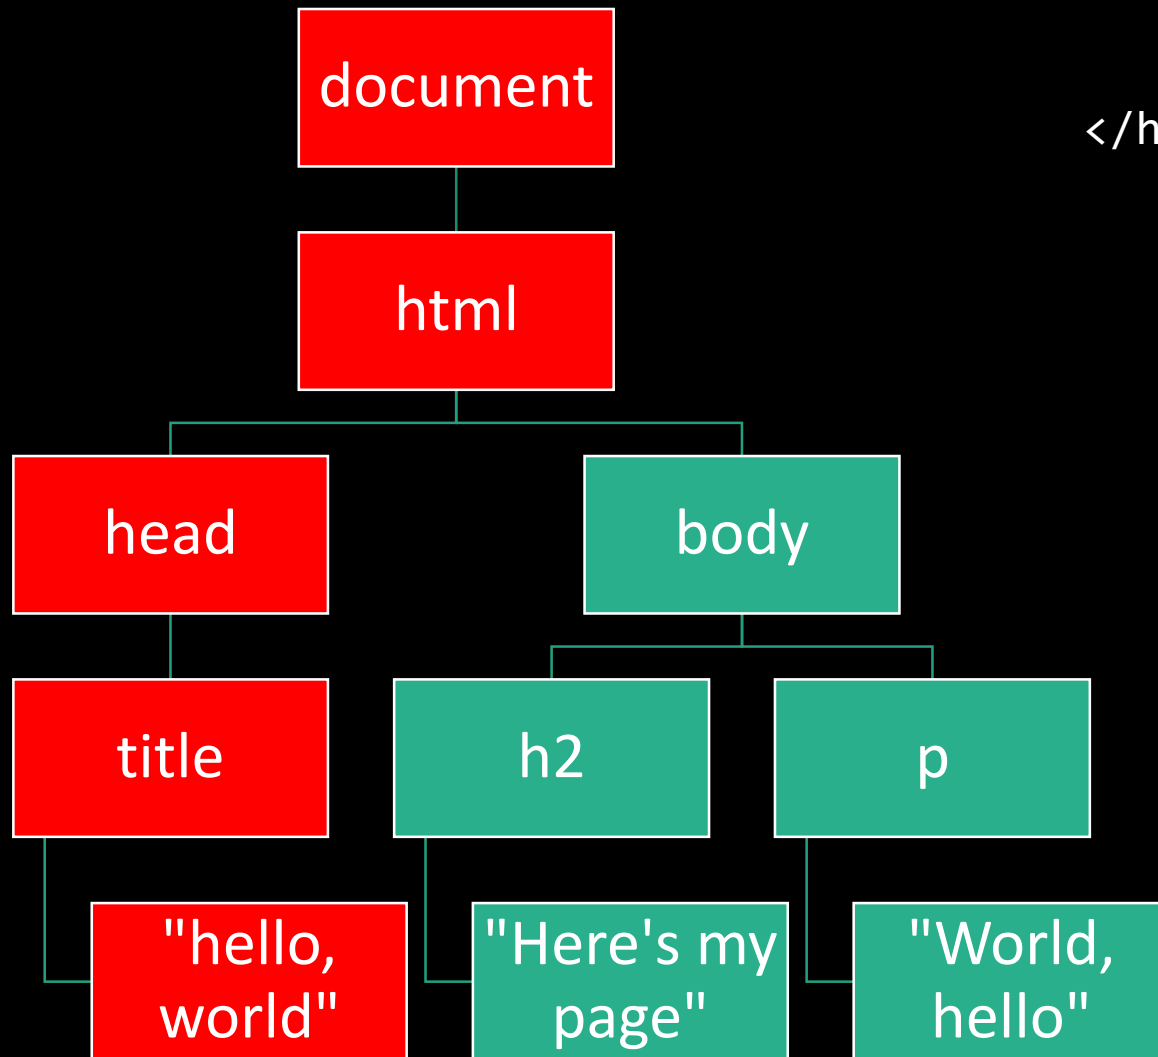 document
</h
html
head
body
title
h2
p
"hello,
world"
"Here's my
page"
"World,
hello"